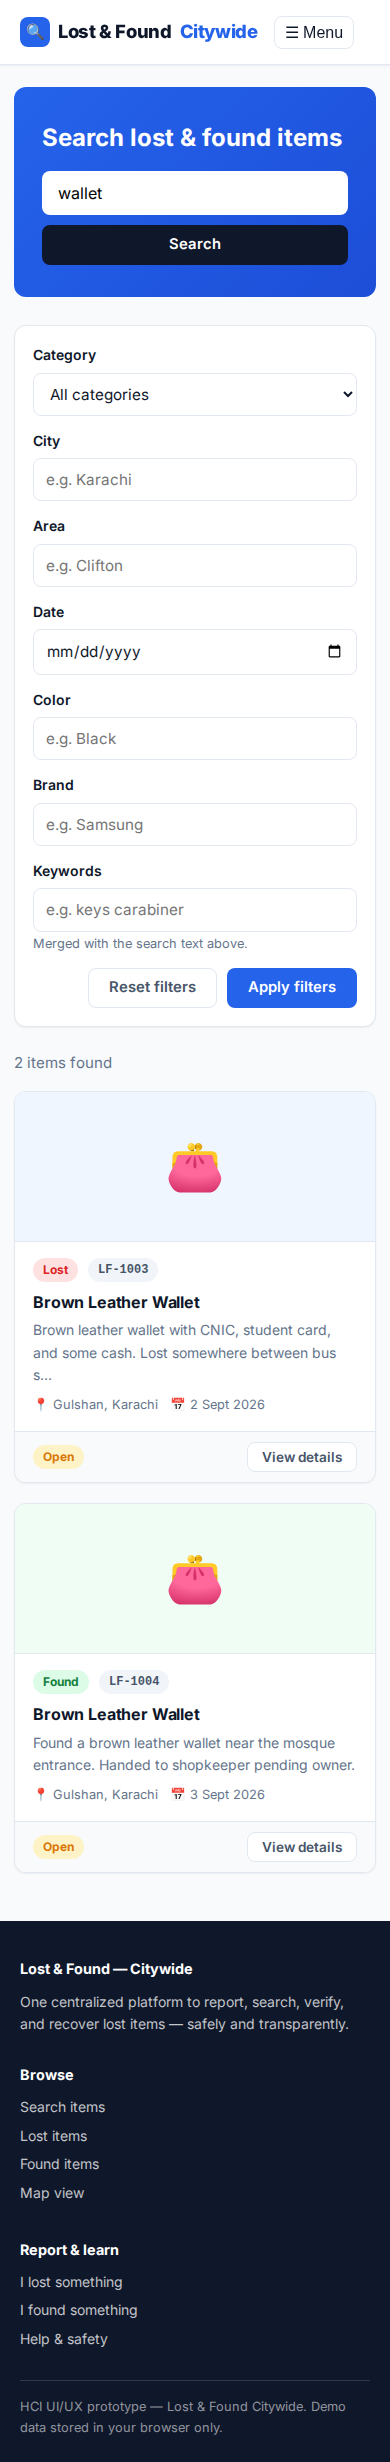 Lost & Found Citywide ☰ Menu
Search lost & found items
wallet
Search
Category
All categories
City
e.g. Karachi
Area
e.g. Clifton
Date
mm/dd/yyyy
Color
e.g. Black
Brand
e.g. Samsung
Keywords
e.g. keys carabiner
Merged with the search text above.
Reset filters Apply filters
2 items found
Lost LF-1003
Brown Leather Wallet
Brown leather wallet with CNIC, student card,
and some cash. Lost somewhere between bus
s...
Gulshan, Karachi 2 Sept 2026
Open View details
Found LF-1004
Brown Leather Wallet
Found a brown leather wallet near the mosque
entrance. Handed to shopkeeper pending owner.
Gulshan, Karachi 3 Sept 2026
Open View details
Lost & Found — Citywide
One centralized platform to report, search, verify,
and recover lost items — safely and transparently.
Browse
Search items
Lost items
Found items
Map view
Report & learn
I lost something
I found something
Help & safety
HCI UI/UX prototype — Lost & Found Citywide. Demo
data stored in your browser only.